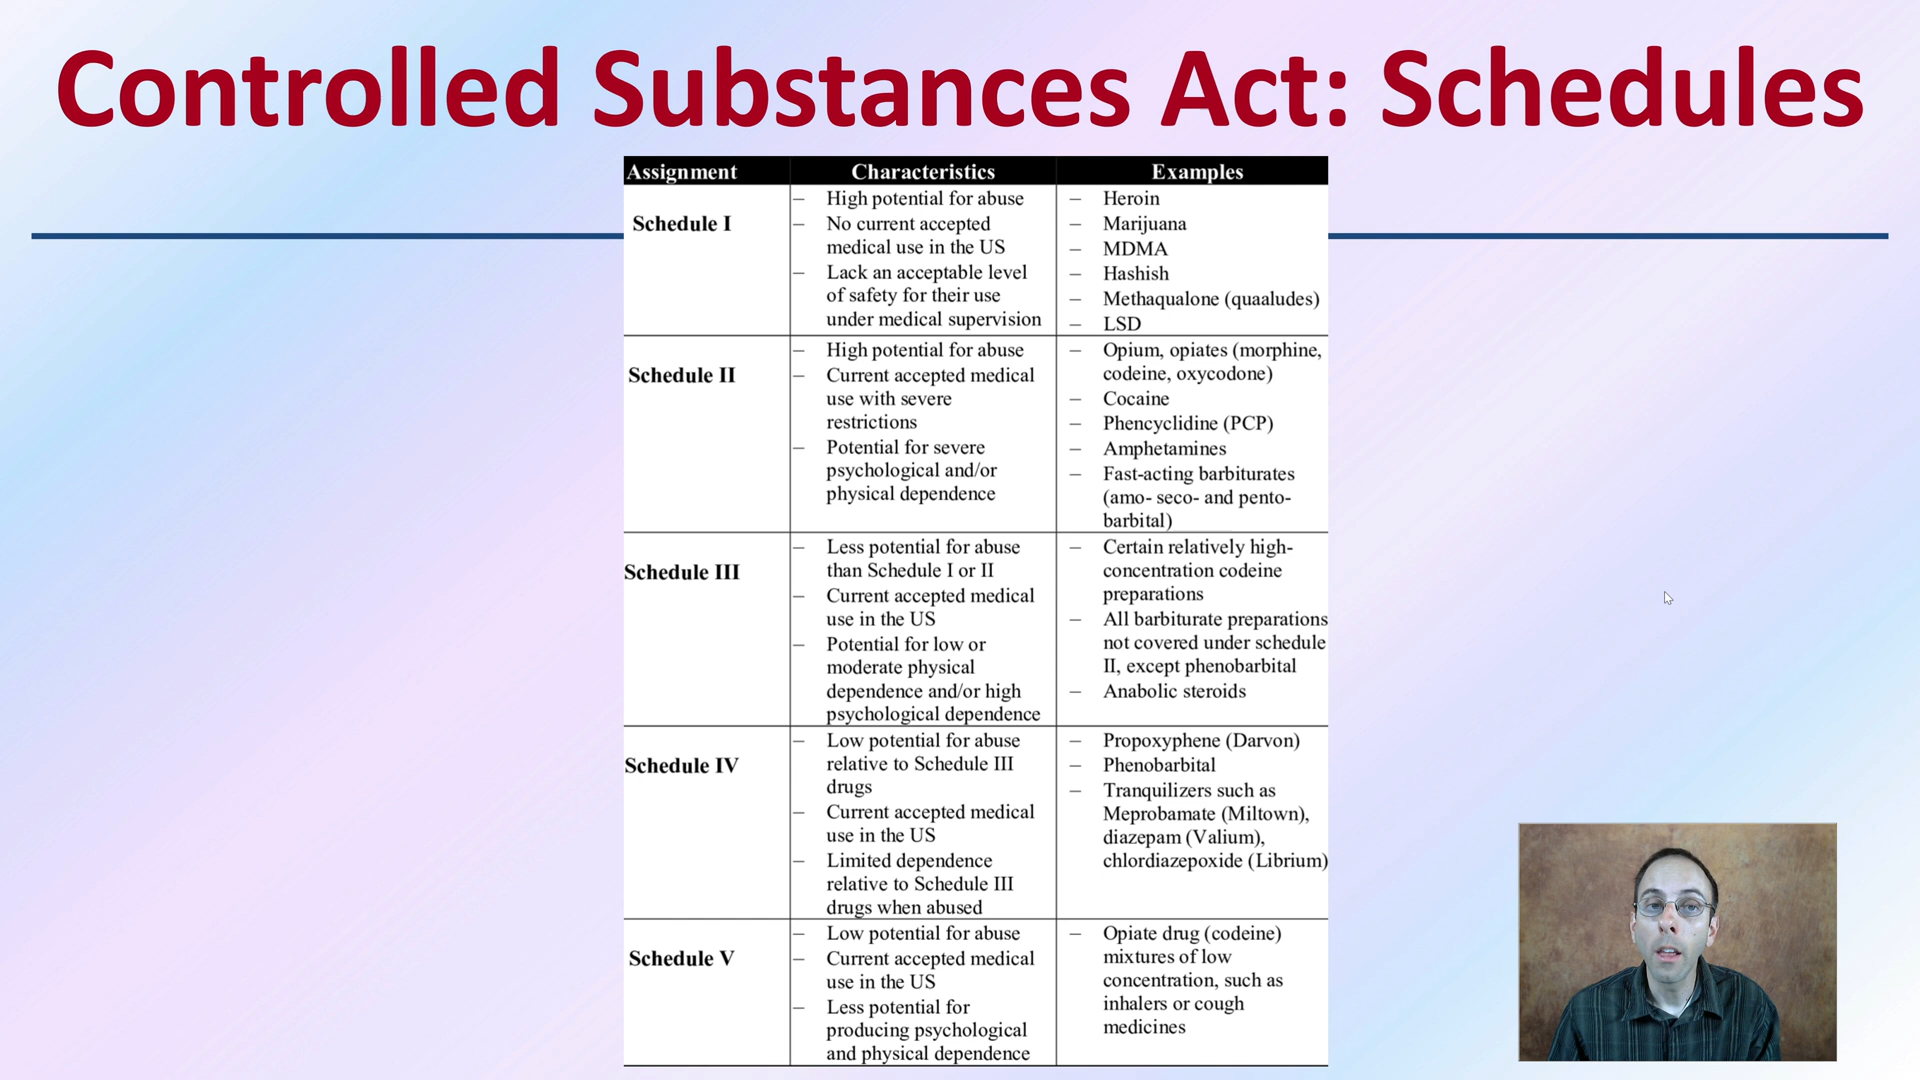 Controlled Substances Act: Schedules
Assignment Characteristics Examples
Schedule I
– High potential for abuse
– No current accepted
medical use in the US
– Lack an acceptable level
of safety for their use
under medical supervision
– Heroin
– Marijuana
– MDMA
– Hashish
– Methaqualone (quaaludes)
– LSD
Schedule II
– High potential for abuse
– Current accepted medical
use with severe
restrictions
– Potential for severe
psychological and/or
physical dependence
– Opium, opiates (morphine,
codeine, oxycodone)
– Cocaine
– Phencyclidine (PCP)
– Amphetamines
– Fast-acting barbiturates
(amo- seco- and pento-
barbital)
Schedule III
– Less potential for abuse
than Schedule I or II
– Current accepted medical
use in the US
– Potential for low or
moderate physical
dependence and/or high
psychological dependence
– Certain relatively high-
concentration codeine
preparations
– All barbiturate preparations
not covered under schedule
II, except phenobarbital
– Anabolic steroids
Schedule IV
– Low potential for abuse
relative to Schedule III
drugs
– Current accepted medical
use in the US
– Limited dependence
relative to Schedule III
drugs when abused
– Propoxyphene (Darvon)
– Phenobarbital
– Tranquilizers such as
Meprobamate (Miltown),
diazepam (Valium),
chlordiazepoxide (Librium)
Schedule V
– Low potential for abuse
– Current accepted medical
use in the US
– Less potential for
producing psychological
and physical dependence
– Opiate drug (codeine)
mixtures of low
concentration, such as
inhalers or cough
medicines